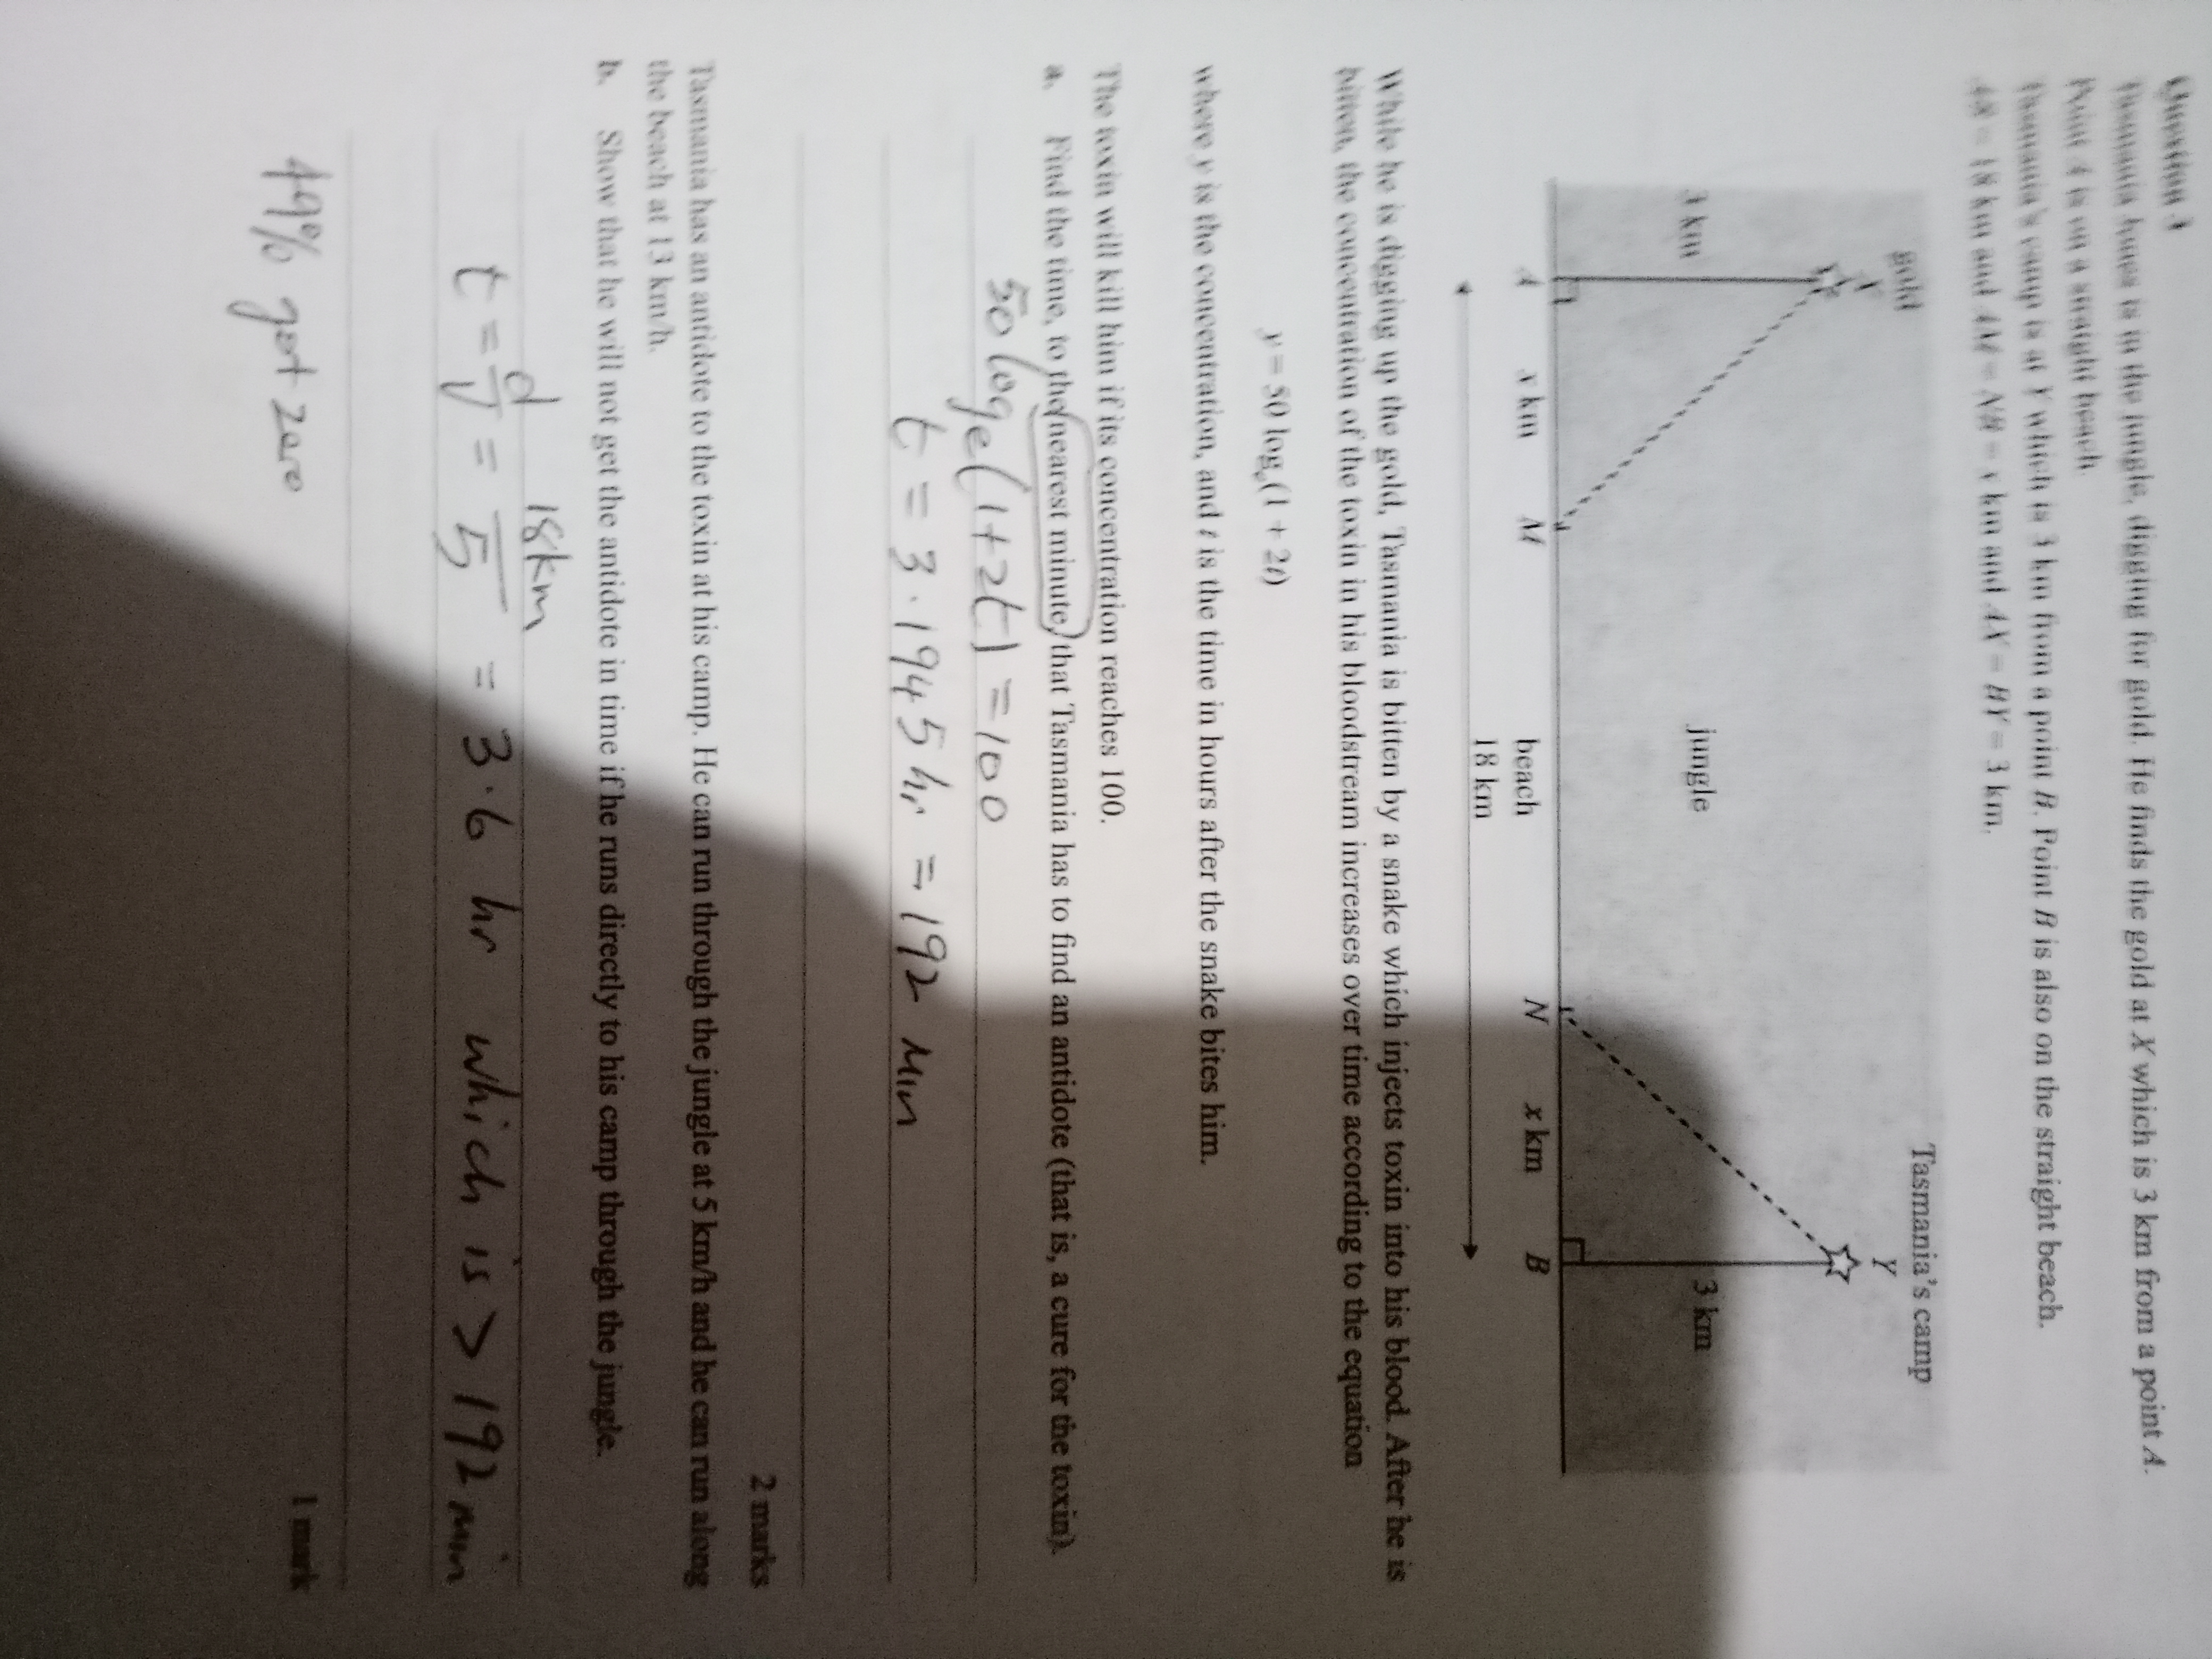 Question 3
Tasmania Jones is in the jungle, digging for gold. He finds the gold at X which is 3 km from a point A.
Point A is on a straight beach.
Tasmania's camp is at Y which is 3 km from a point B. Point B is also on the straight beach.
AB = 18 km and AM = NB = x km and AX = BY = 3 km.
Tasmania's camp
gold
X
Y
3 km
jungle
3 km
A
x km
M
beach
N
x km
B
18 km
While he is digging up the gold, Tasmania is bitten by a snake which injects toxin into his blood. After he is
bitten, the concentration of the toxin in his bloodstream increases over time according to the equation
y = 50 logₑ(1 + 2t)
where y is the concentration, and t is the time in hours after the snake bites him.
The toxin will kill him if its concentration reaches 100.
a. Find the time, to the nearest minute, that Tasmania has to find an antidote (that is, a cure for the toxin).
50 logₑ(1+2t) = 100
t = 3.1945 hr = 192 min
2 marks
Tasmania has an antidote to the toxin at his camp. He can run through the jungle at 5 km/h and he can run along
the beach at 13 km/h.
b. Show that he will not get the antidote in time if he runs directly to his camp through the jungle.
18km
t = d/v = /5 = 3.6 hr which is > 192 min
1 mark
49% got zero